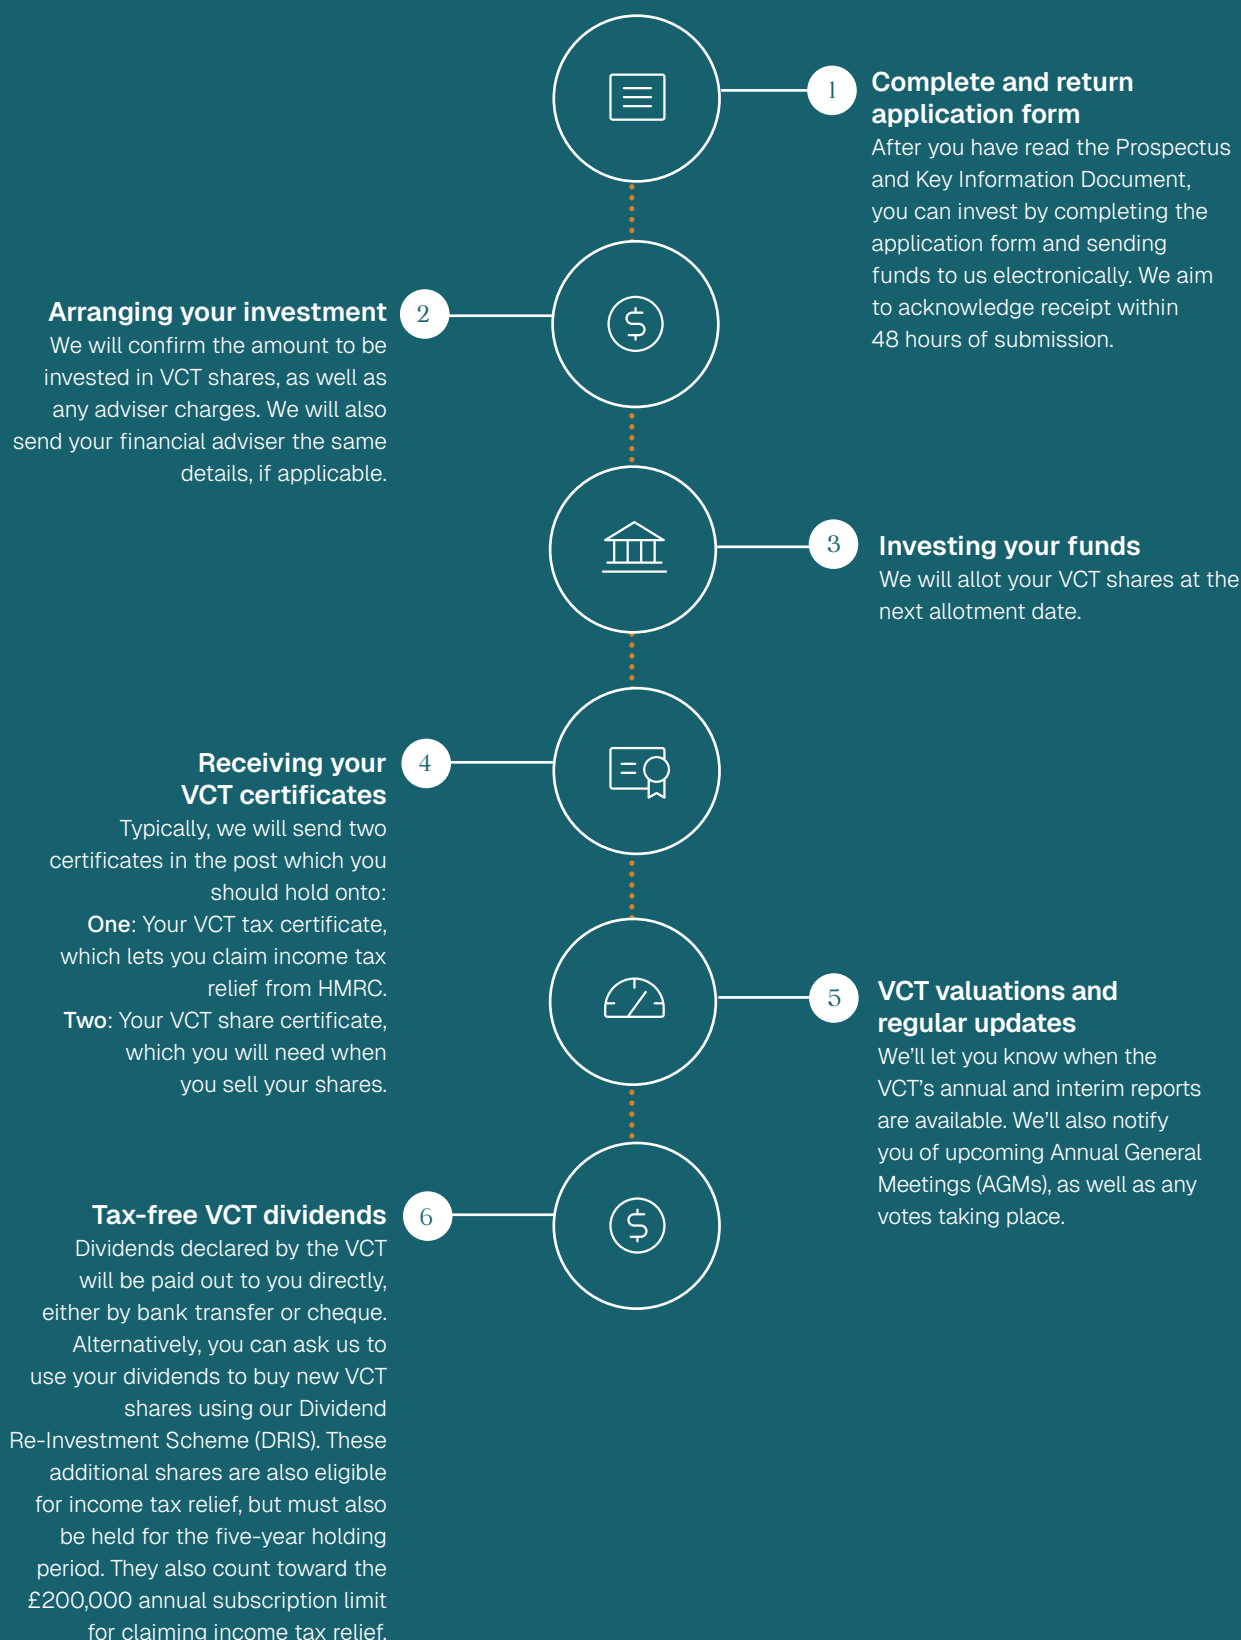 1
Complete and return
application form
After you have read the Prospectus
and Key Information Document,
you can invest by completing the
application form and sending
funds to us electronically. We aim
to acknowledge receipt within
48 hours of submission.
Arranging your investment
2
We will confirm the amount to be
invested in VCT shares, as well as
any adviser charges. We will also
send your financial adviser the same
details, if applicable.
3
Investing your funds
We will allot your VCT shares at the
next allotment date.
Receiving your
VCT certificates
4
Typically, we will send two
certificates in the post which you
should hold onto:
One: Your VCT tax certificate,
which lets you claim income tax
relief from HMRC.
Two: Your VCT share certificate,
which you will need when
you sell your shares.
5
VCT valuations and
regular updates
We’ll let you know when the
VCT’s annual and interim reports
are available. We’ll also notify
you of upcoming Annual General
Meetings (AGMs), as well as any
votes taking place.
Tax-free VCT dividends
6
Dividends declared by the VCT
will be paid out to you directly,
either by bank transfer or cheque.
Alternatively, you can ask us to
use your dividends to buy new VCT
shares using our Dividend
Re-Investment Scheme (DRIS). These
additional shares are also eligible
for income tax relief, but must also
be held for the five-year holding
period. They also count toward the
£200,000 annual subscription limit
for claiming income tax relief.